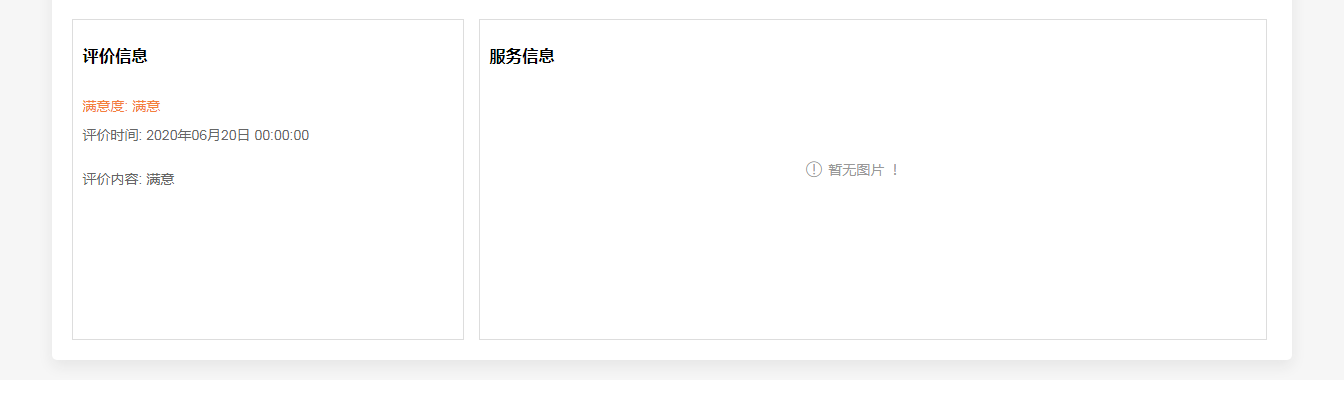 评价信息
满意度: 满意
评价时间: 2020年06月20日 00:00:00
评价内容: 满意
服务信息
暂无图片 ！